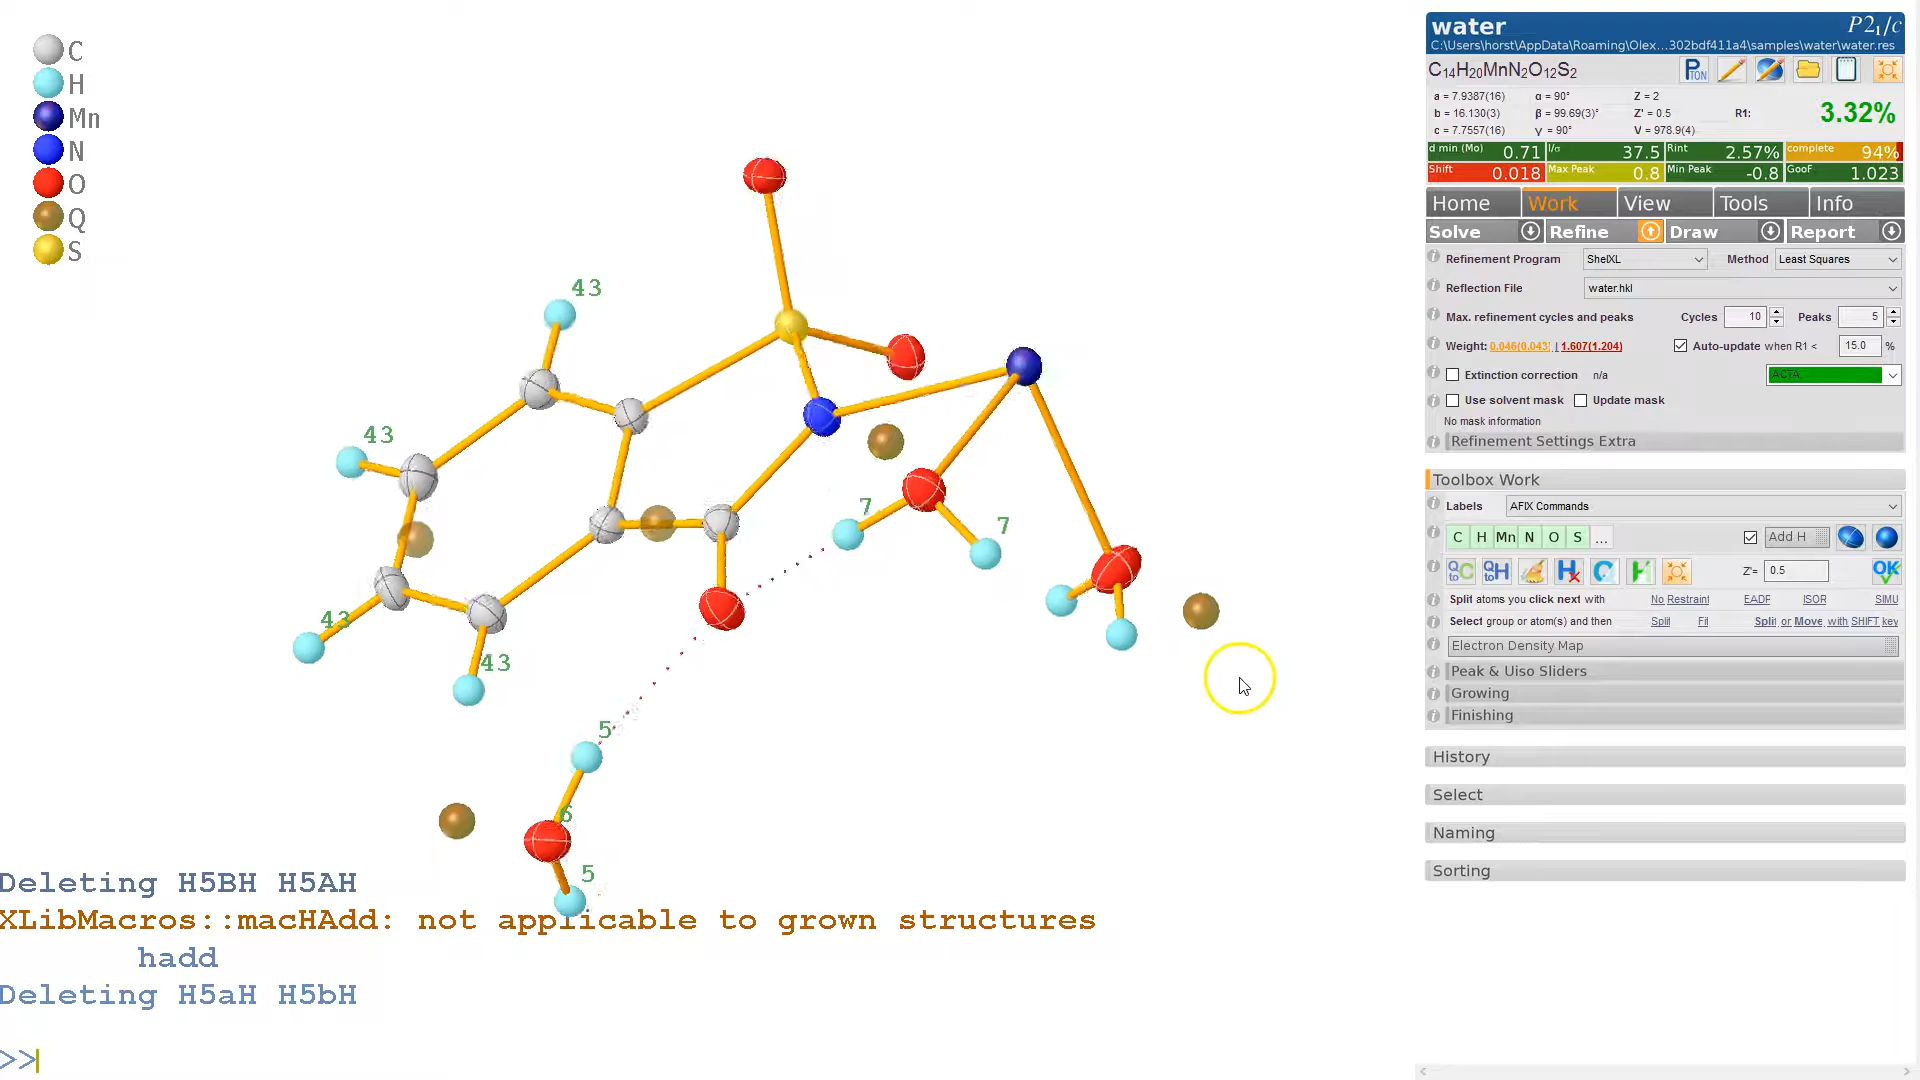 C
H
Mn
N
O
Q
S
43
43
43
43
7
7
5
6
5
Deleting H5BH H5AH
XLibMacros::macHAdd: not applicable to grown structures
hadd
Deleting H5aH H5bH
>>
water P2₁/c
C:\Users\horst\AppData\Roaming\Olex...302bdf411a4\samples\water\water.res
C₁₄H₂₀MnN₂O₁₂S₂
PTON
a = 7.9387(16) α = 90° Z = 2
b = 16.130(3) β = 99.69(3)° Z' = 0.5 R1: 3.32%
c = 7.7557(16) γ = 90° V = 978.9(4)
d min (Mo) 0.71 I/σ 37.5 Rint 2.57% complete 94%
Shift 0.018 Max Peak 0.8 Min Peak -0.8 GooF 1.023
Home Work View Tools Info
Solve Refine Draw Report
Refinement Program ShelXL Method Least Squares
Reflection File water.hkl
Max. refinement cycles and peaks Cycles 10 Peaks 5
Weight: 0.046(0.043) | 1.607(1.204) Auto-update when R1 < 15.0 %
Extinction correction n/a ACTA
Use solvent mask Update mask
No mask information
Refinement Settings Extra
Toolbox Work
Labels AFIX Commands
C H Mn N O S ... Add H
Q to C Q to H Z'= 0.5 OK
Split atoms you click next with No Restraint EADP ISOR SIMU
Select group or atom(s) and then Split Fit Split or Move with SHIFT key
Electron Density Map
Peak & Uiso Sliders
Growing
Finishing
History
Select
Naming
Sorting